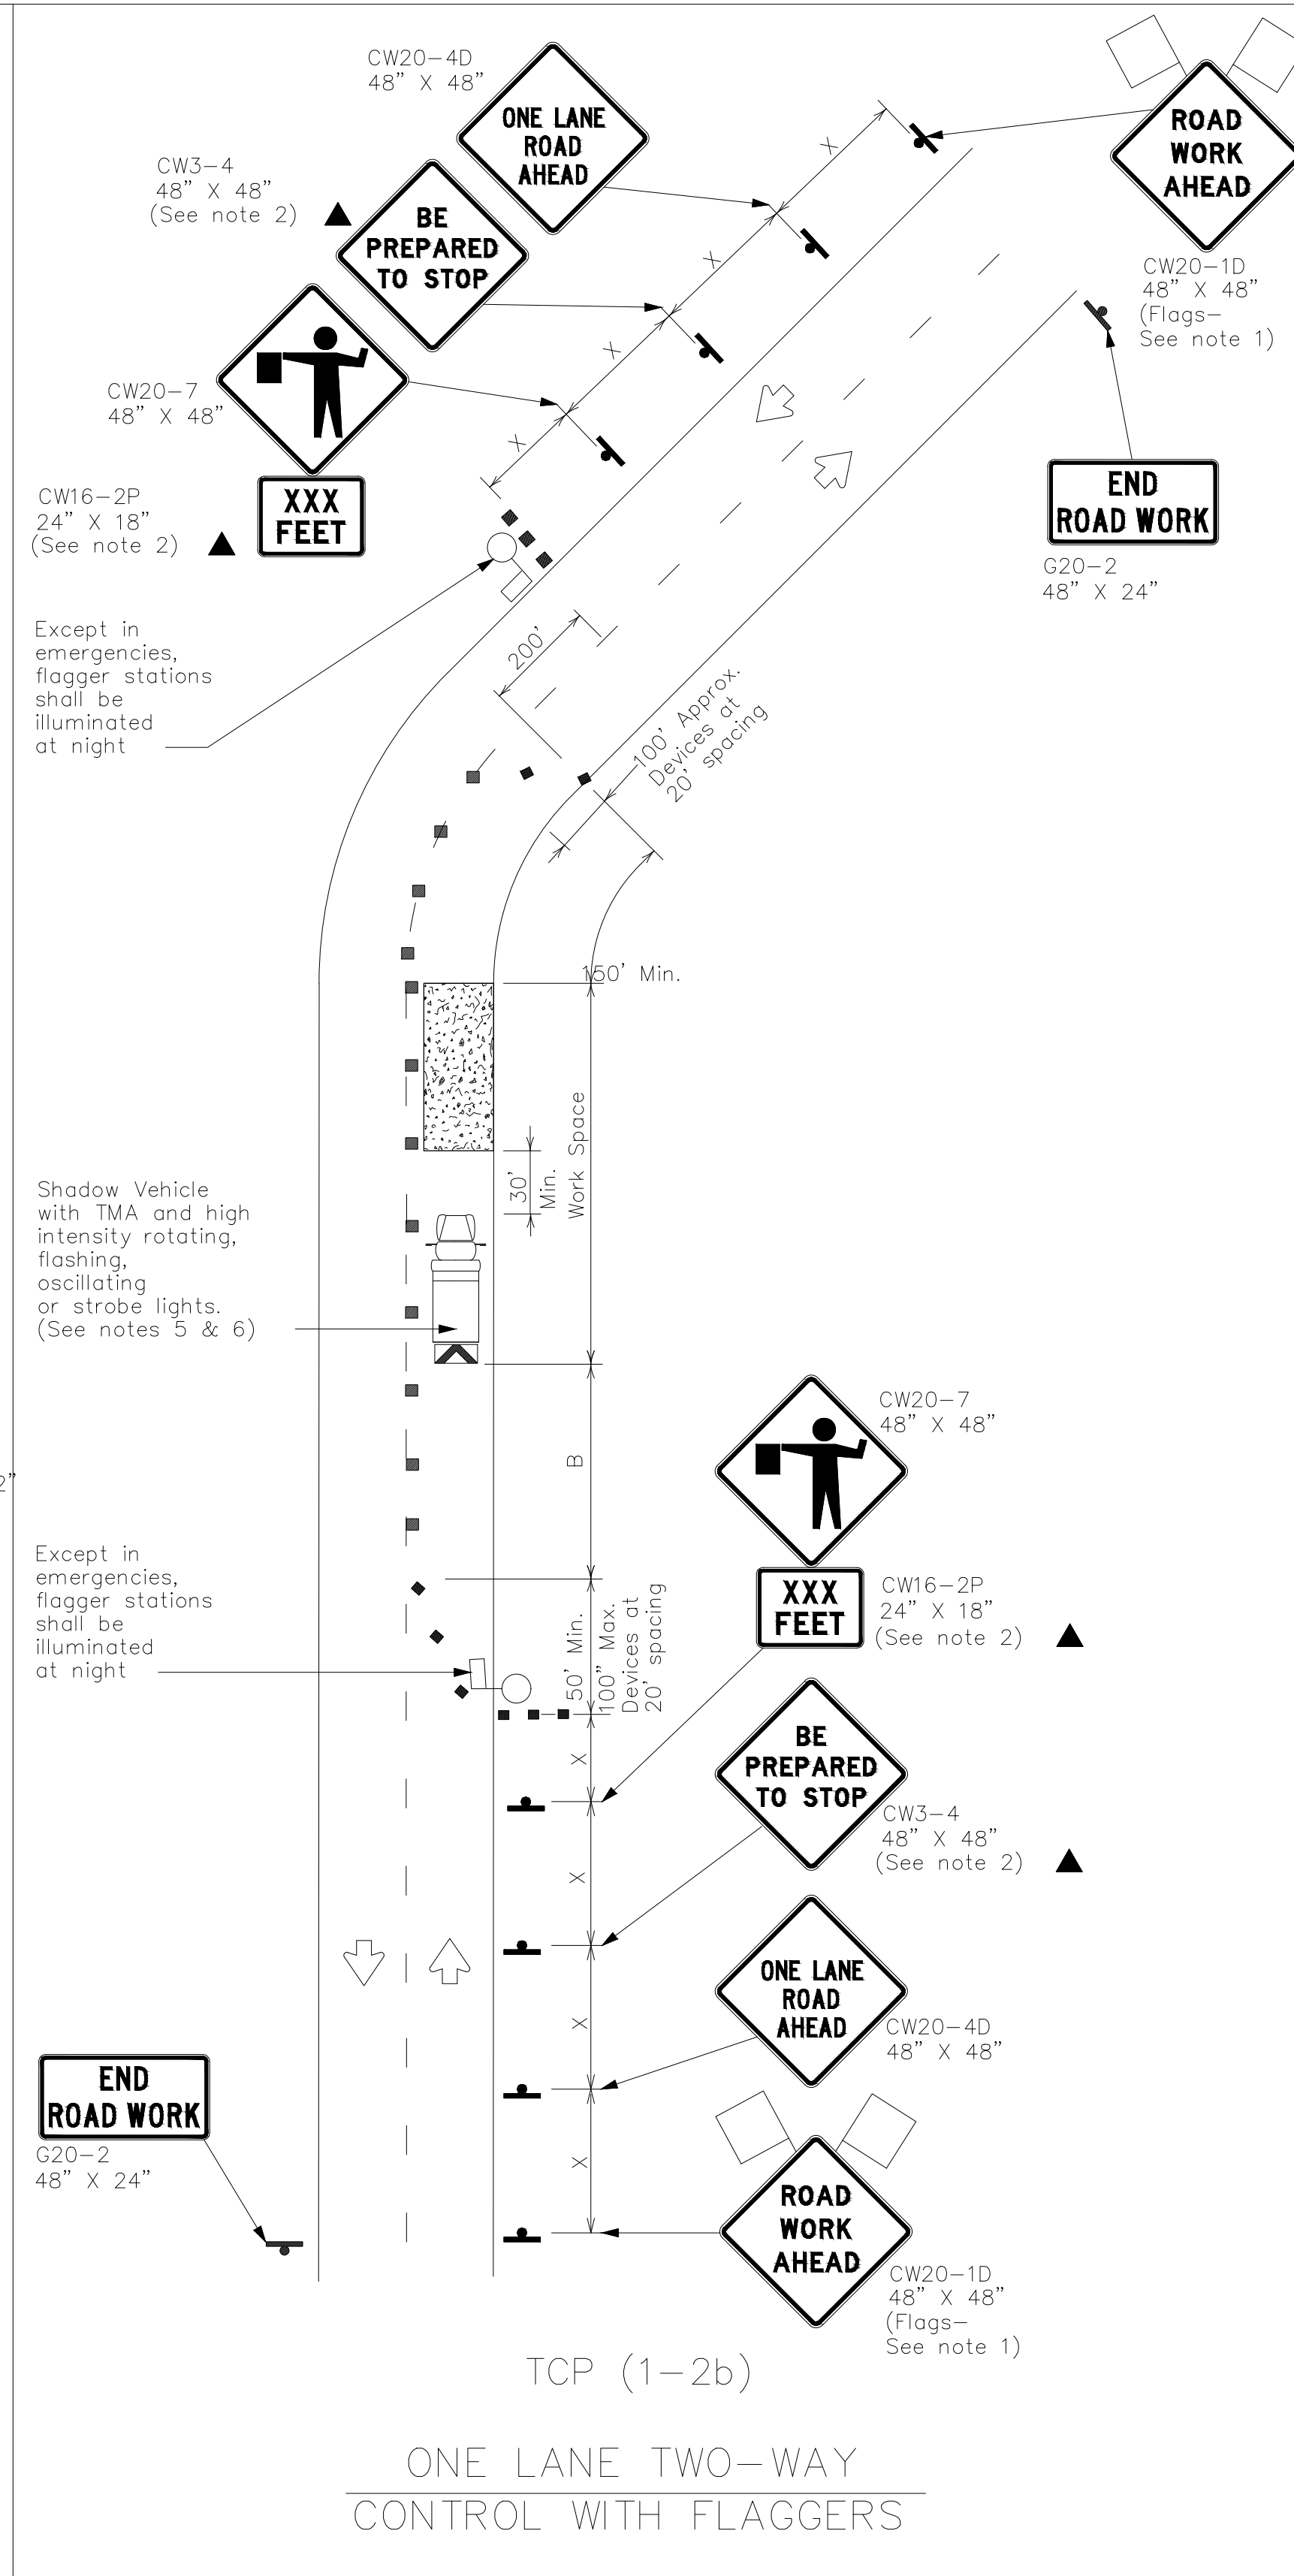 CW20-4D
48" X 48"
ONE LANE
ROAD
AHEAD
ROAD
WORK
AHEAD
CW20-1D
48" X 48"
(Flags-
See note 1)
CW3-4
48" X 48"
(See note 2)
BE
PREPARED
TO STOP
CW20-7
48" X 48"
CW16-2P
24" X 18"
(See note 2)
XXX
FEET
X
X
X
X
END
ROAD WORK
G20-2
48" X 24"
Except in
emergencies,
flagger stations
shall be
illuminated
at night
200'
100' Approx.
Devices at
20' spacing
150' Min.
Work Space
30'
Min.
Shadow Vehicle
with TMA and high
intensity rotating,
flashing,
oscillating
or strobe lights.
(See notes 5 & 6)
B
2"
CW20-7
48" X 48"
XXX
FEET
CW16-2P
24" X 18"
(See note 2)
Except in
emergencies,
flagger stations
shall be
illuminated
at night
50' Min.
100" Max.
Devices at
20' spacing
X
X
X
X
BE
PREPARED
TO STOP
CW3-4
48" X 48"
(See note 2)
ONE LANE
ROAD
AHEAD
CW20-4D
48" X 48"
END
ROAD WORK
G20-2
48" X 24"
ROAD
WORK
AHEAD
CW20-1D
48" X 48"
(Flags-
See note 1)
TCP (1-2b)
ONE LANE TWO-WAY
CONTROL WITH FLAGGERS